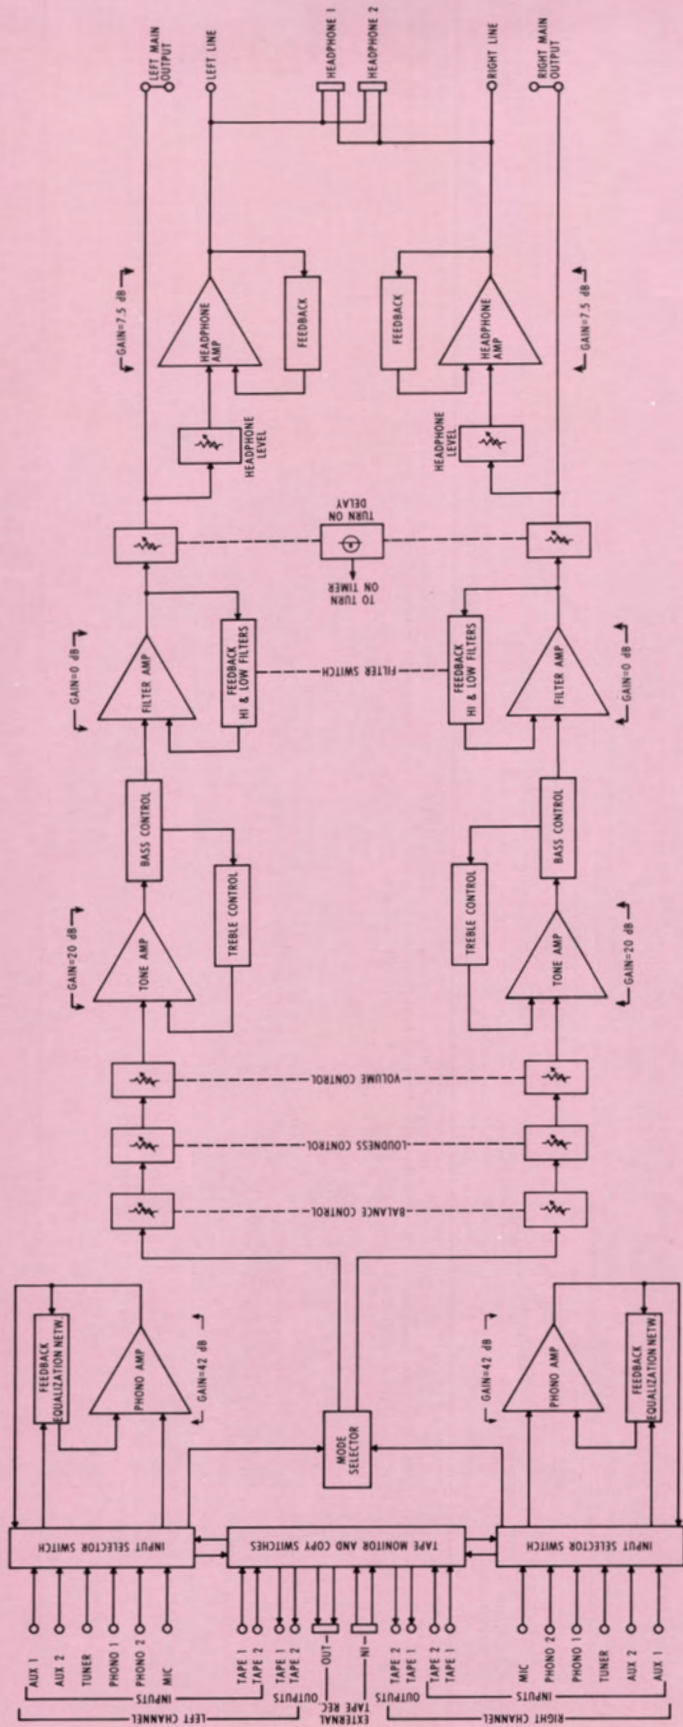 LEFT MAIN
OUTPUT
LEFT LINE
HEADPHONE 1
HEADPHONE 2
RIGHT LINE
RIGHT MAIN
OUTPUT
GAIN=7.5 dB
HEADPHONE
AMP
FEEDBACK
HEADPHONE
LEVEL
FEEDBACK
HEADPHONE
AMP
GAIN=7.5 dB
HEADPHONE
LEVEL
TURN ON
DELAY
TO TURN
ON TIMER
GAIN=0 dB
FILTER AMP
FEEDBACK
HI & LOW FILTERS
FILTER SWITCH
FEEDBACK
HI & LOW FILTERS
FILTER AMP
GAIN=0 dB
BASS CONTROL
TREBLE CONTROL
GAIN=20 dB
TONE AMP
TREBLE CONTROL
BASS CONTROL
TONE AMP
GAIN=20 dB
VOLUME CONTROL
LOUDNESS CONTROL
BALANCE CONTROL
FEEDBACK
EQUALIZATION NETW.
PHONO AMP
GAIN=42 dB
GAIN=42 dB
PHONO AMP
FEEDBACK
EQUALIZATION NETW.
MODE
SELECTOR
INPUT SELECTOR SWITCH
TAPE MONITOR AND COPY SWITCHES
INPUT SELECTOR SWITCH
AUX 1
AUX 2
TUNER
PHONO 1
PHONO 2
MIC
TAPE 1
TAPE 2
TAPE 1
TAPE 2
OUT
IN
TAPE 2
TAPE 1
TAPE 2
TAPE 1
MIC
PHONO 2
PHONO 1
TUNER
AUX 2
AUX 1
INPUTS
OUTPUTS
EXTERNAL
TAPE REC
OUTPUTS
INPUTS
LEFT CHANNEL
RIGHT CHANNEL